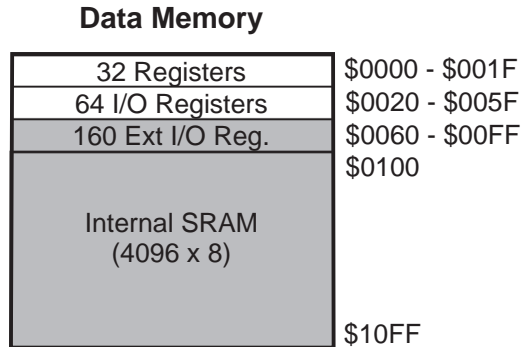 Data Memory
32 Registers $0000 - $001F
64 I/O Registers $0020 - $005F
160 Ext I/O Reg. $0060 - $00FF
$0100
Internal SRAM
(4096 x 8)
$10FF